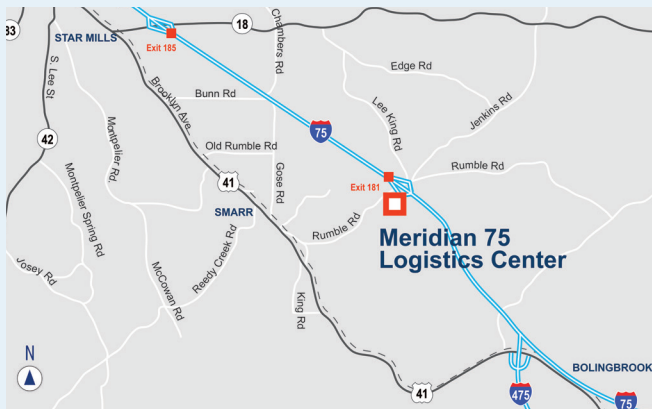 83
18
STAR MILLS
Exit 185
S. Lee St
Chambers Rd
Edge Rd
Bunn Rd
Brooklyn Ave
Lee King Rd
Jenkins Rd
42
Montpelier Rd.
75
Old Rumble Rd
Rumble Rd
Exit 181
41
Gose Rd
Montpelier Spring Rd
SMARR
Rumble Rd
Meridian 75
Logistics Center
Reedy Creek Rd
Josey Rd
McCowan Rd
King Rd
N
BOLINGBROOK
41
475
75